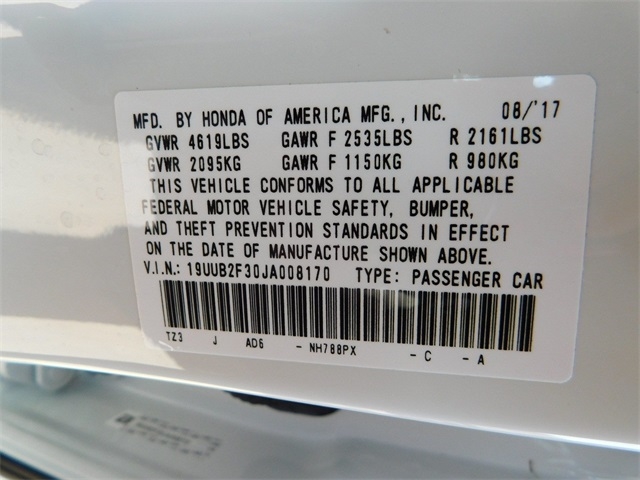 MFD. BY HONDA OF AMERICA MFG., INC. 08/'17
GVWR 4619LBS GAWR F 2535LBS R 2161LBS
GVWR 2095KG GAWR F 1150KG R 980KG
THIS VEHICLE CONFORMS TO ALL APPLICABLE
FEDERAL MOTOR VEHICLE SAFETY, BUMPER,
AND THEFT PREVENTION STANDARDS IN EFFECT
ON THE DATE OF MANUFACTURE SHOWN ABOVE.
V.I.N.: 19UUB2F30JA008170 TYPE: PASSENGER CAR
TZ3 J AD6 - NH788PX - C - A